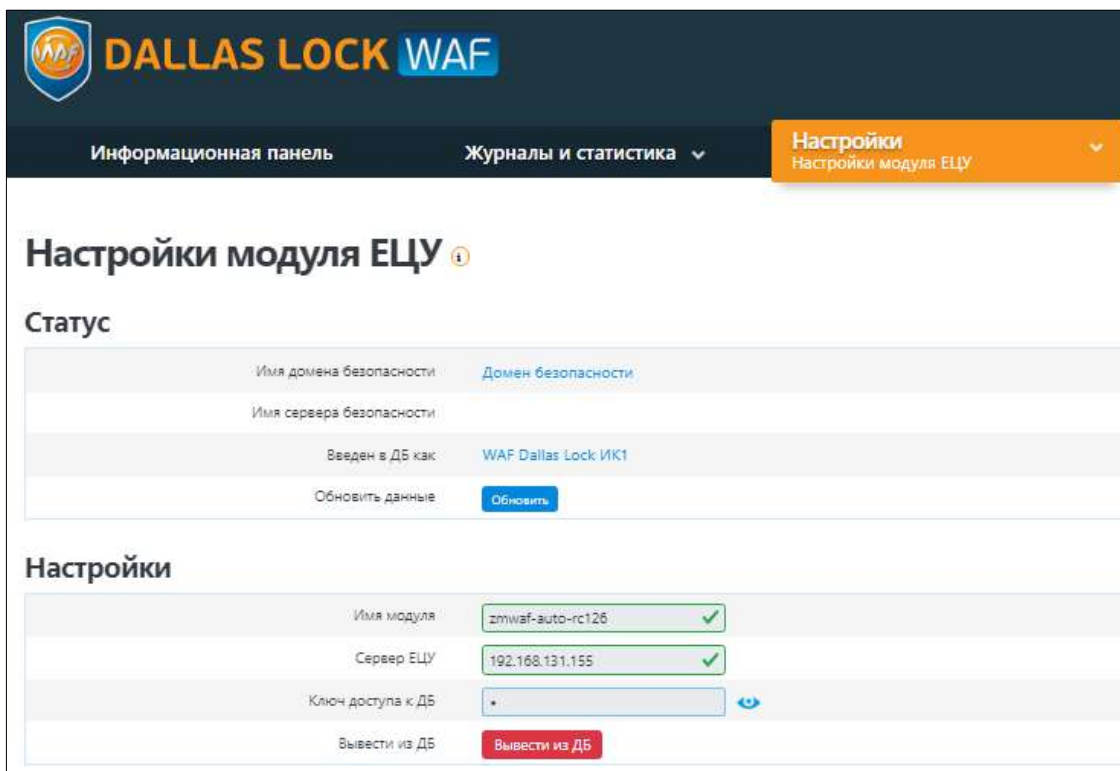 WAF
DALLAS LOCK WAF
Информационная панель
Журналы и статистика
Настройки
Настройки модуля ЕЦУ
Настройки модуля ЕЦУ i
Статус
Имя домена безопасности Домен безопасности
Имя сервера безопасности
Введен в ДБ как WAF Dallas Lock ИК1
Обновить данные Обновить
Настройки
Имя модуля zmwaf-auto-rc126
Сервер ЕЦУ 192.168.131.155
Ключ доступа к ДБ •
Вывести из ДБ Вывести из ДБ